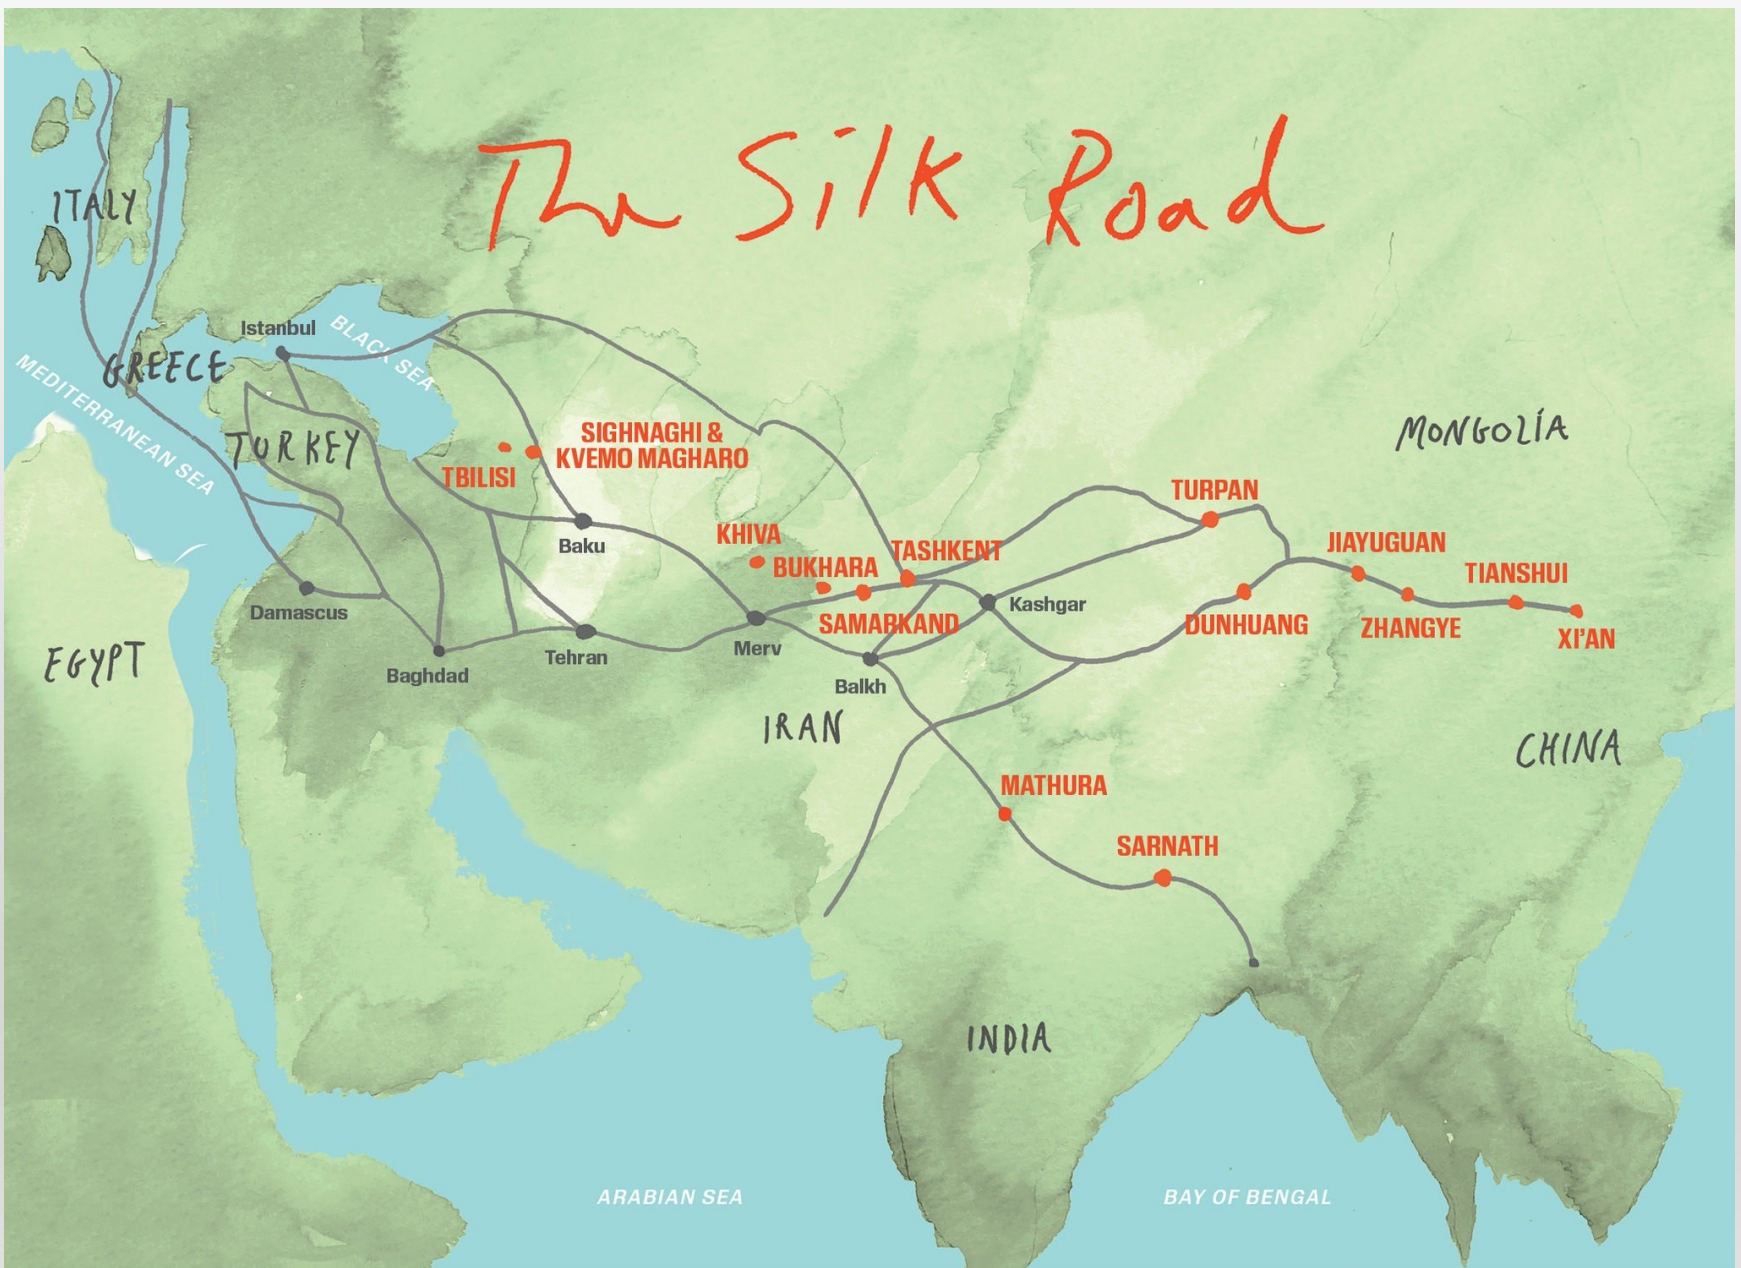 The Silk Road
ITALY
Istanbul
BLACK SEA
GREECE
MEDITERRANEAN SEA
TURKEY
SIGHNAGHI &
KVEMO MAGHARO
TBILISI
MONGOLIA
TURPAN
KHIVA
Baku
BUKHARA
TASHKENT
JIAYUGUAN
TIANSHUI
Damascus
SAMARKAND
Kashgar
DUNHUANG
ZHANGYE
XI'AN
EGYPT
Baghdad
Tehran
Merv
Balkh
IRAN
CHINA
MATHURA
SARNATH
INDIA
ARABIAN SEA
BAY OF BENGAL